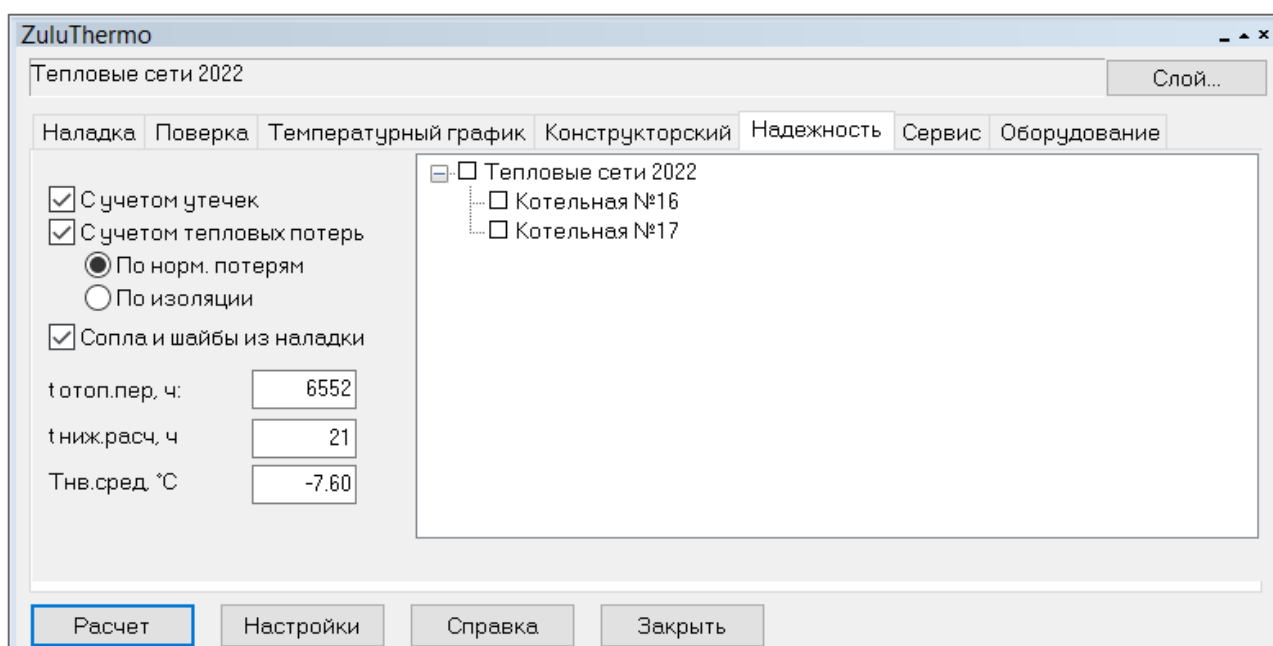 ZuluThermo
Тепловые сети 2022
Слой...
Наладка Поверка Температурный график Конструкторский Надежность Сервис Оборудование
С учетом утечек
С учетом тепловых потерь
По норм. потерям
По изоляции
Сопла и шайбы из наладки
t отоп.пер, ч: 6552
t ниж.расч, ч 21
Tнв.сред, °C -7.60
Тепловые сети 2022
Котельная №16
Котельная №17
Расчет Настройки Справка Закрыть